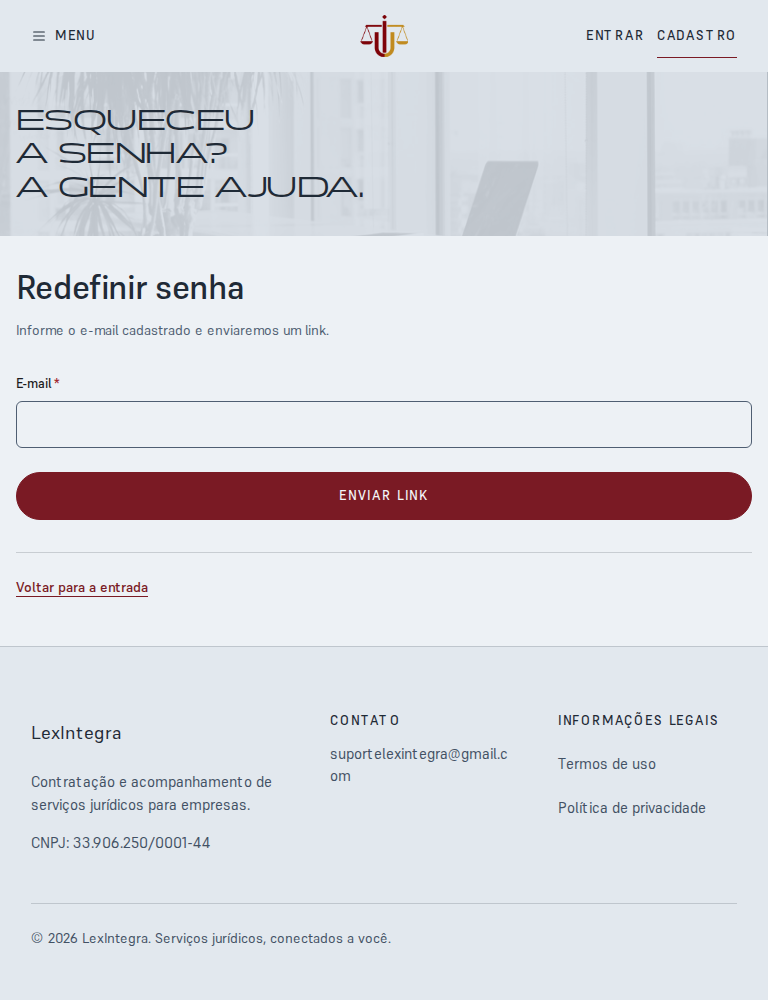 MENU
ENTRAR
CADASTRO
ESQUECEU
A SENHA?
A GENTE AJUDA.
Redefinir senha
Informe o e-mail cadastrado e enviaremos um link.
E-mail *
ENVIAR LINK
Voltar para a entrada
LexIntegra
Contratação e acompanhamento de
serviços jurídicos para empresas.
CNPJ: 33.906.250/0001-44
CONTATO
suportelexintegra@gmail.c
om
INFORMAÇÕES LEGAIS
Termos de uso
Política de privacidade
© 2026 LexIntegra. Serviços jurídicos, conectados a você.